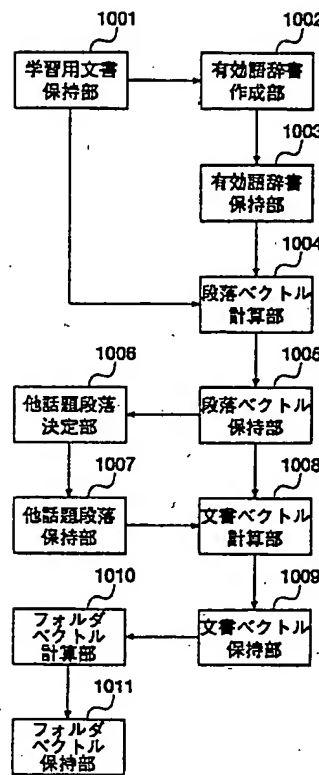 1001
学習用文書
保持部
1002
有効語辞書
作成部
1003
有効語辞書
保持部
1004
段落ベクトル
計算部
1005
段落ベクトル
保持部
1006
他話題段落
決定部
1007
他話題段落
保持部
1008
文書ベクトル
計算部
1009
文書ベクトル
保持部
1010
フォルダ
ベクトル
計算部
1011
フォルダ
ベクトル
保持部